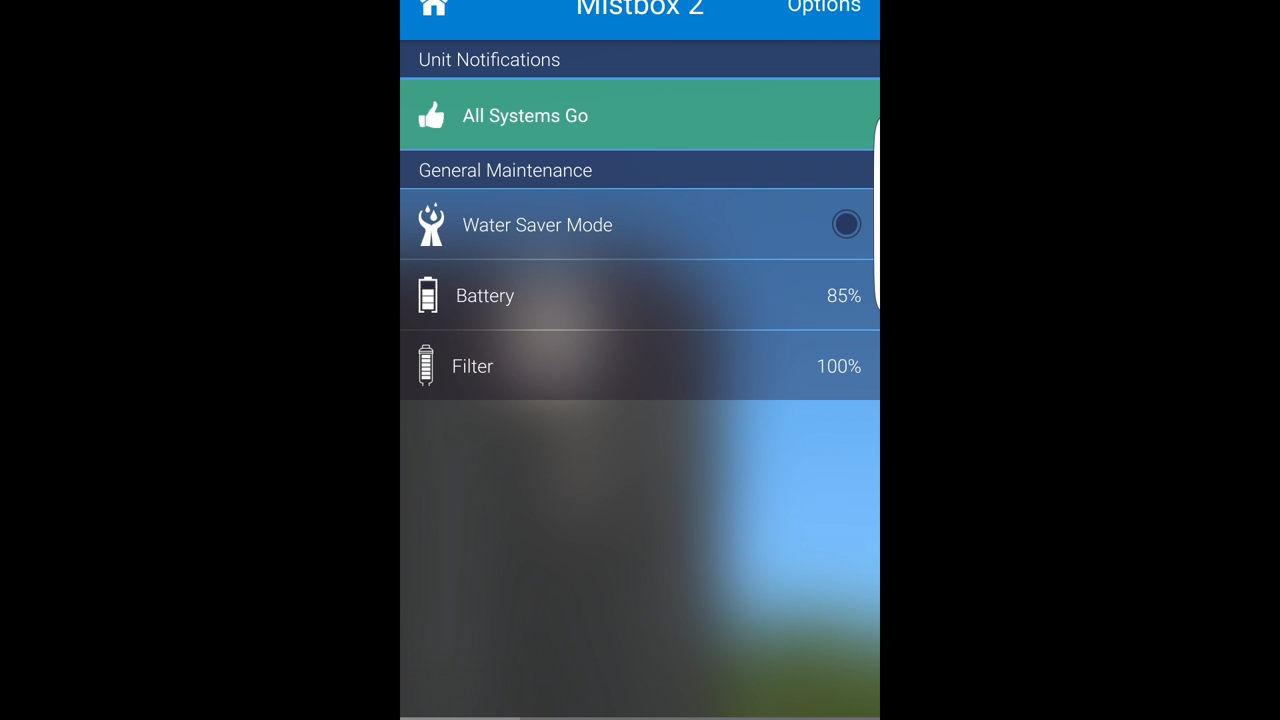 Mistbox 2
Options
Unit Notifications
All Systems Go
General Maintenance
Water Saver Mode
Battery
85%
Filter
100%